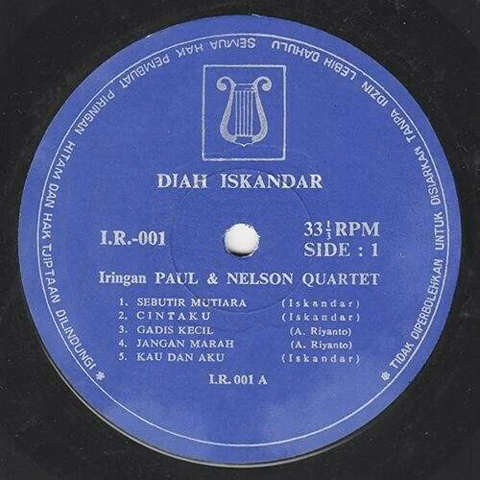 SEMUA HAK PEMBUAT PIRINGAN HITAM DAN HAK TJIPTAAN DILINDUNGI *
* TIDAK DIPERBOLEHKAN UNTUK DISIARKAN TANPA IDZIN LEBIH DAHULU
DIAH ISKANDAR
I.R.-001
33⅓ RPM
SIDE : 1
Iringan PAUL & NELSON QUARTET
1. SEBUTIR MUTIARA (Iskandar)
2. CINTAKU (Iskandar)
3. GADIS KECIL (A. Riyanto)
4. JANGAN MARAH (A. Riyanto)
5. KAU DAN AKU (Iskandar)
I.R. 001 A